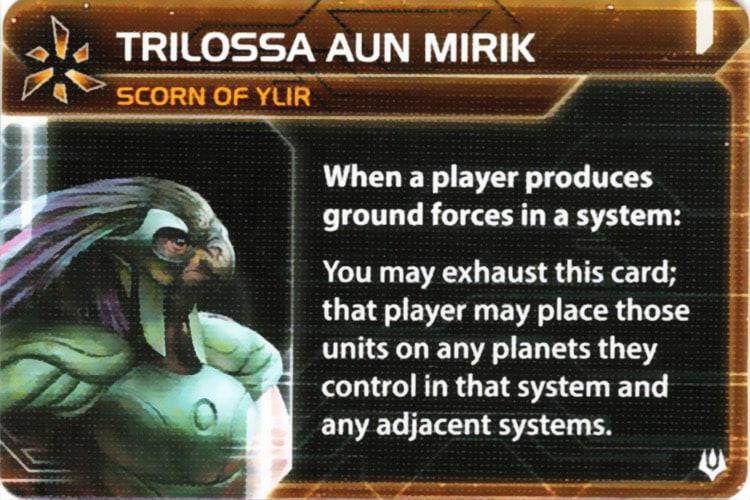 TRILOSSA AUN MIRIK
SCORN OF YLIR
When a player produces
ground forces in a system:
You may exhaust this card;
that player may place those
units on any planets they
control in that system and
any adjacent systems.